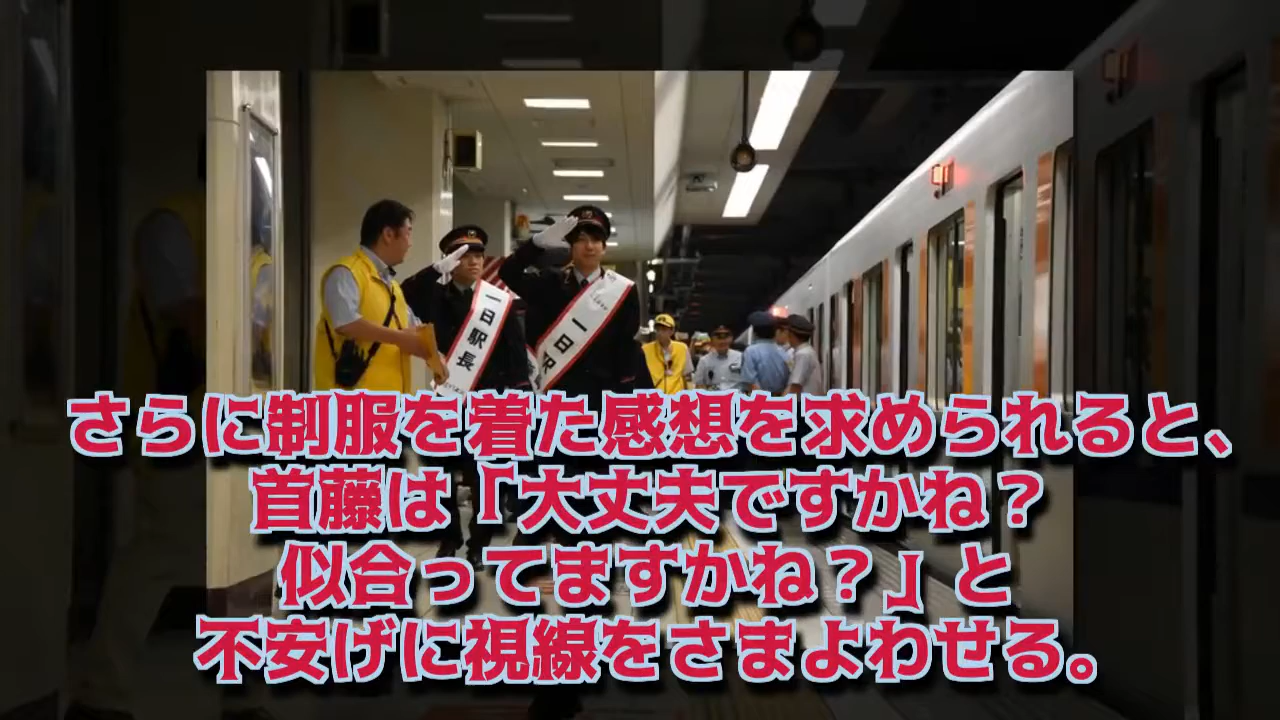 一日駅長
一日
さらに制服を着た感想を求められると、
首藤は「大丈夫ですかね？
似合ってますかね？」と
不安げに視線をさまよわせる。